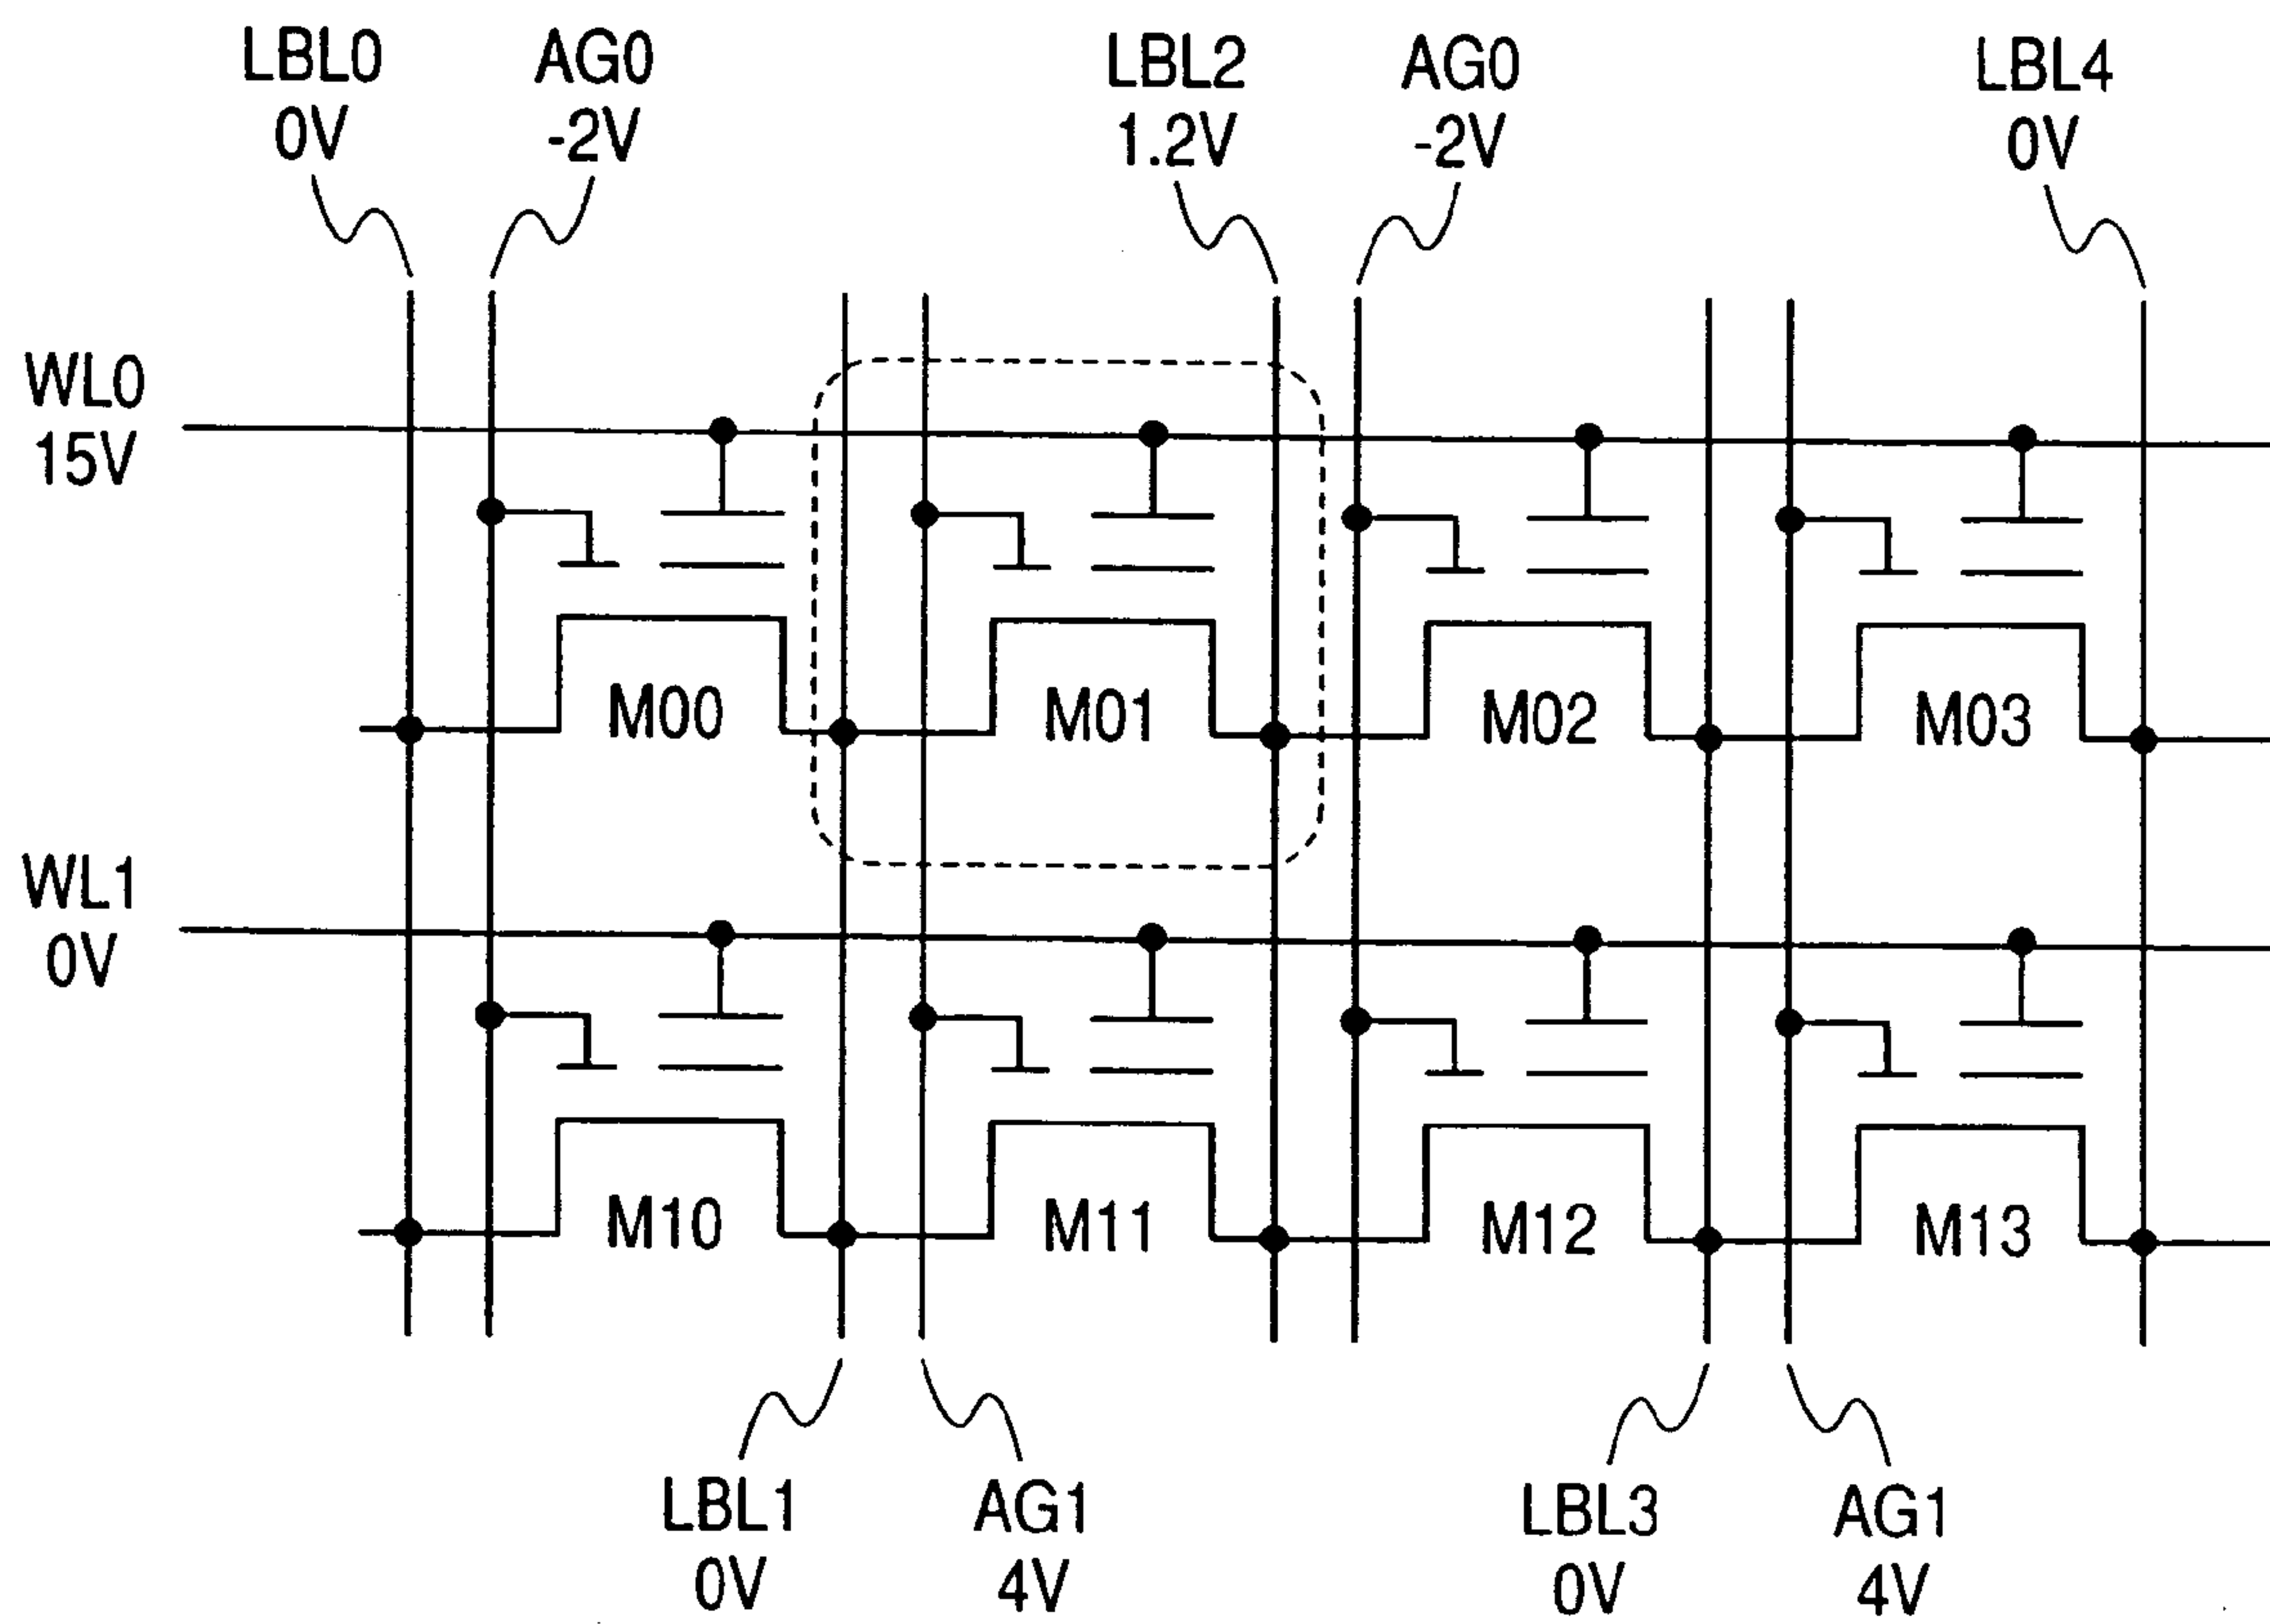 LBL0
0V
AG0
-2V
LBL2
1.2V
AG0
-2V
LBL4
0V
WL0
15V
M00
M01
M02
M03
WL1
0V
M10
M11
M12
M13
LBL1
0V
AG1
4V
LBL3
0V
AG1
4V